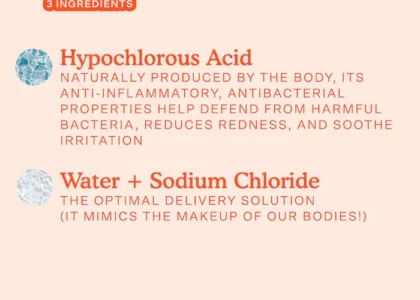 3 INGREDIENTS
Hypochlorous Acid
NATURALLY PRODUCED BY THE BODY, ITS
ANTI-INFLAMMATORY, ANTIBACTERIAL
PROPERTIES HELP DEFEND FROM HARMFUL
BACTERIA, REDUCES REDNESS, AND SOOTHE
IRRITATION
Water + Sodium Chloride
THE OPTIMAL DELIVERY SOLUTION
(IT MIMICS THE MAKEUP OF OUR BODIES!)